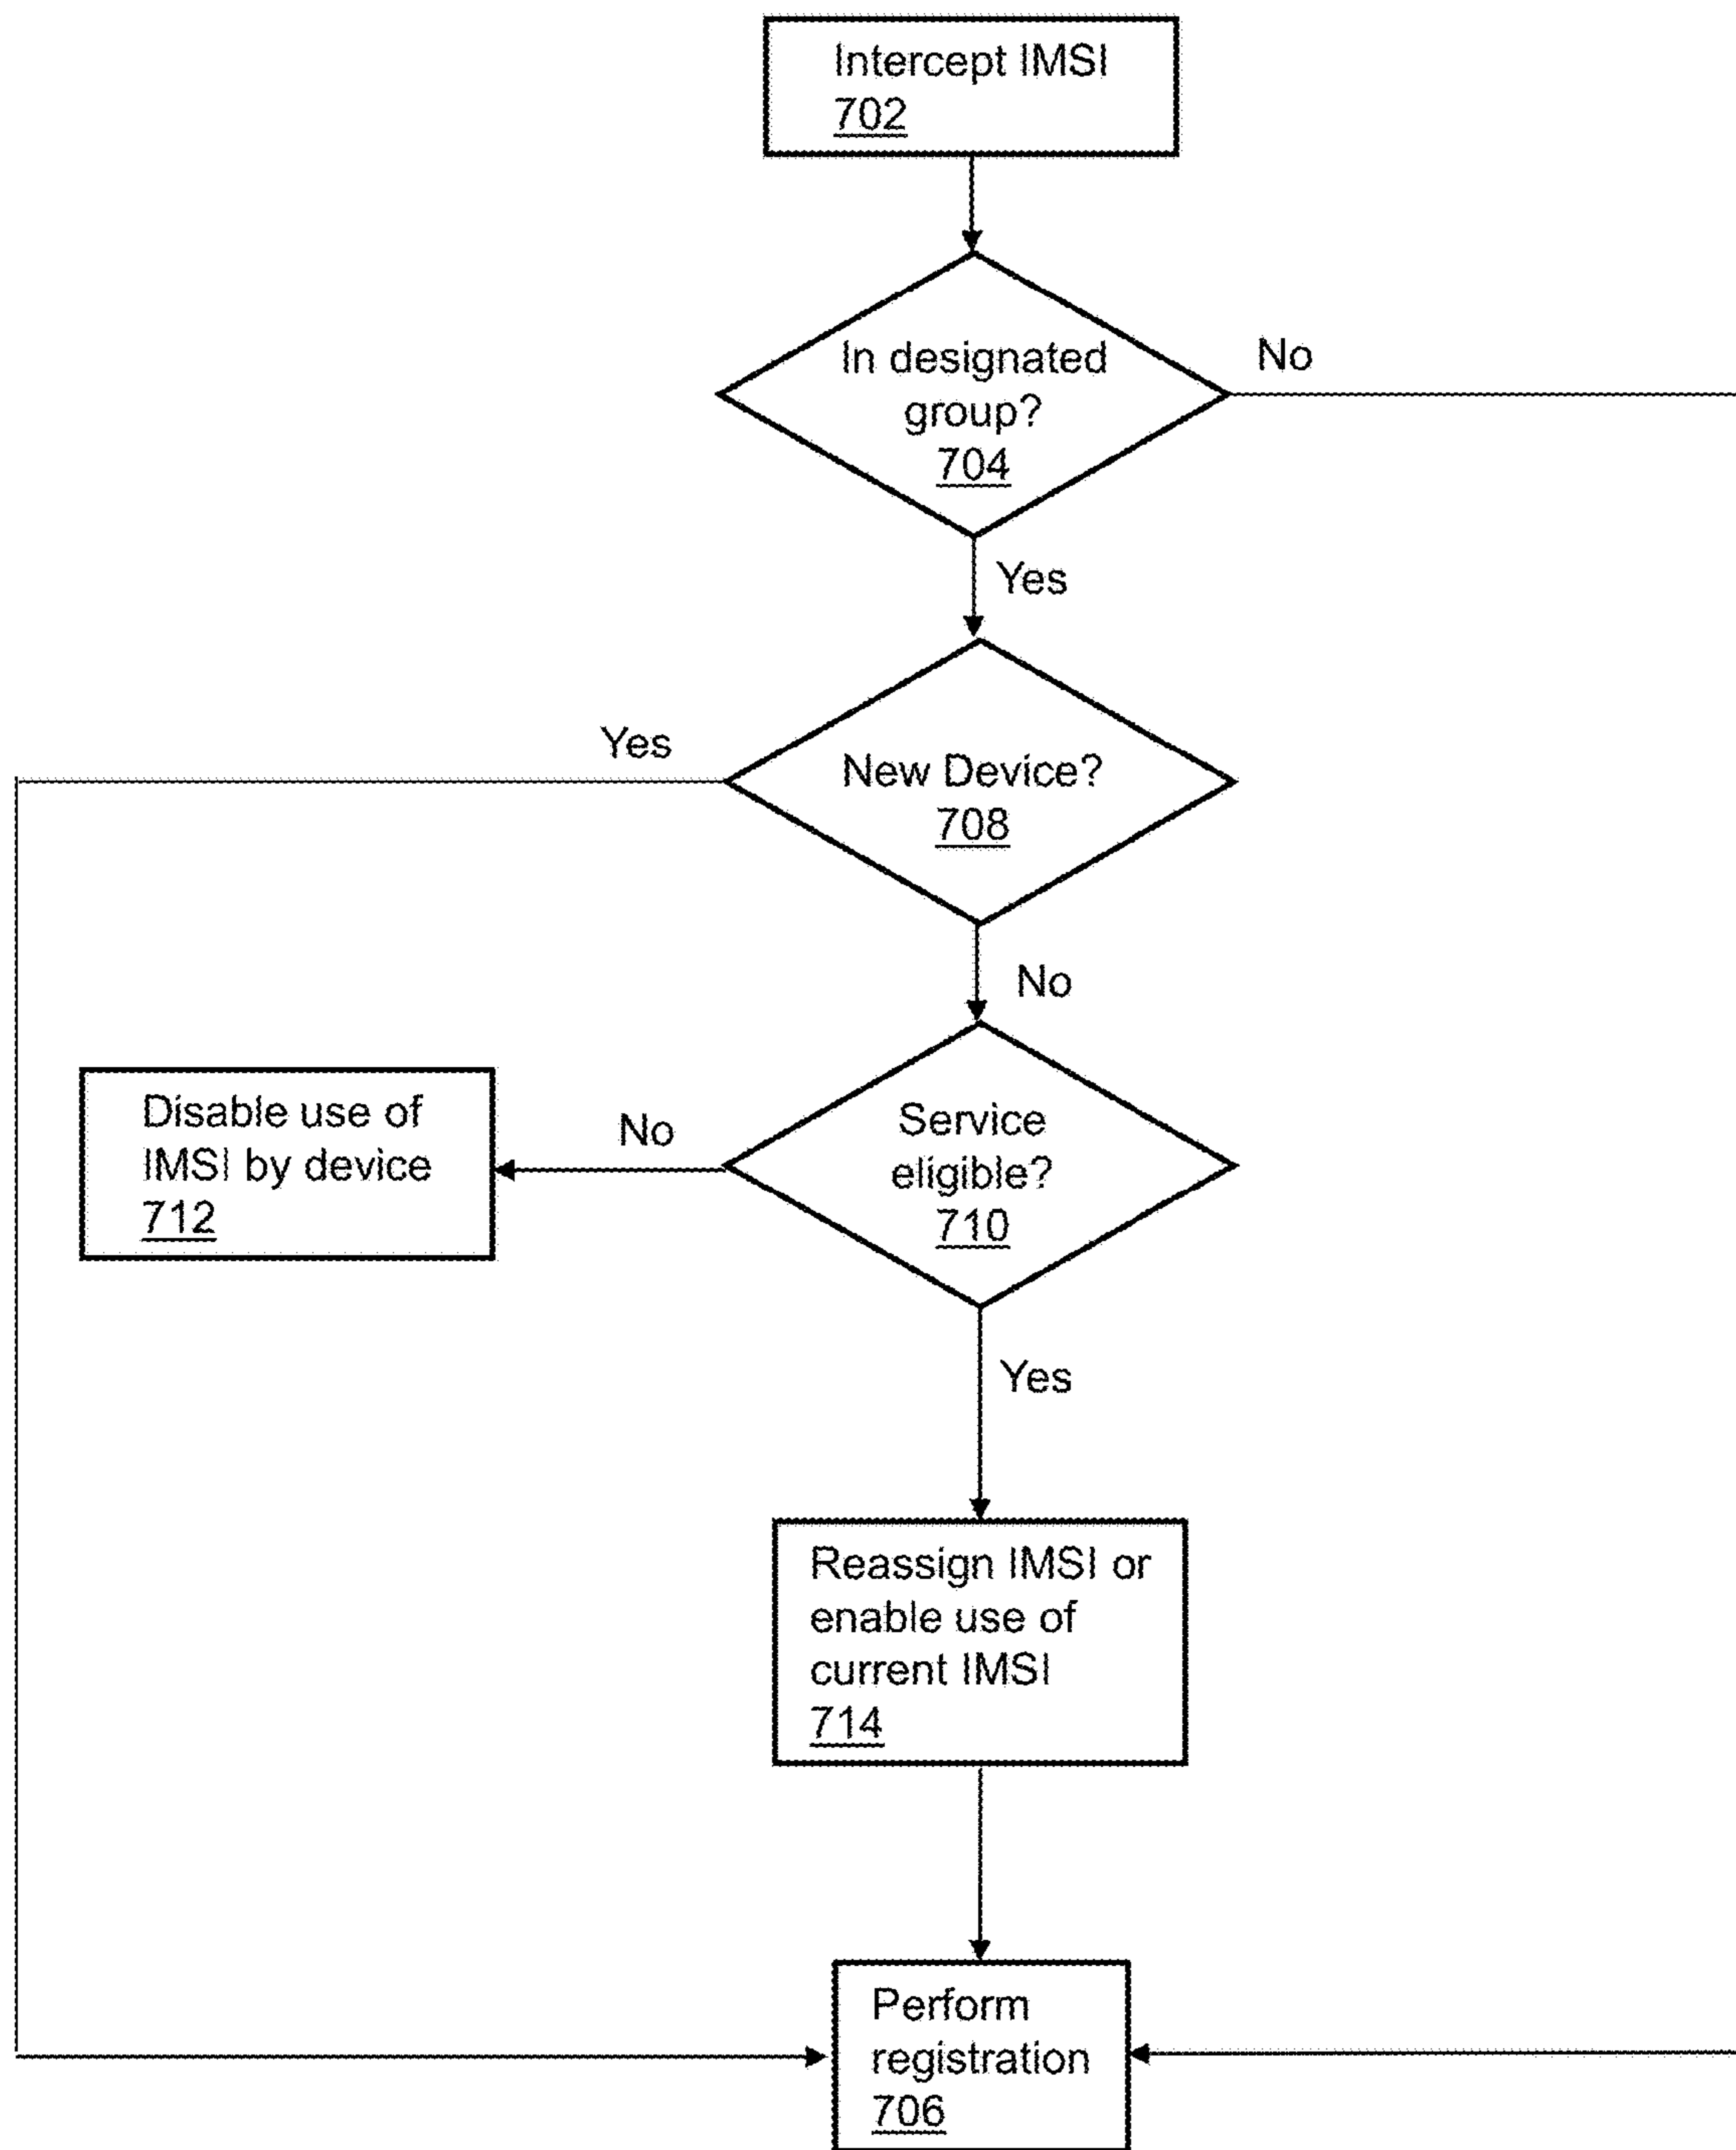 Intercept IMSI
702
In designated
group?
704
No
Yes
Yes
New Device?
708
No
Disable use of
IMSI by device
712
No
Service
eligible?
710
Yes
Reassign IMSI or
enable use of
current IMSI
714
Perform
registration
706